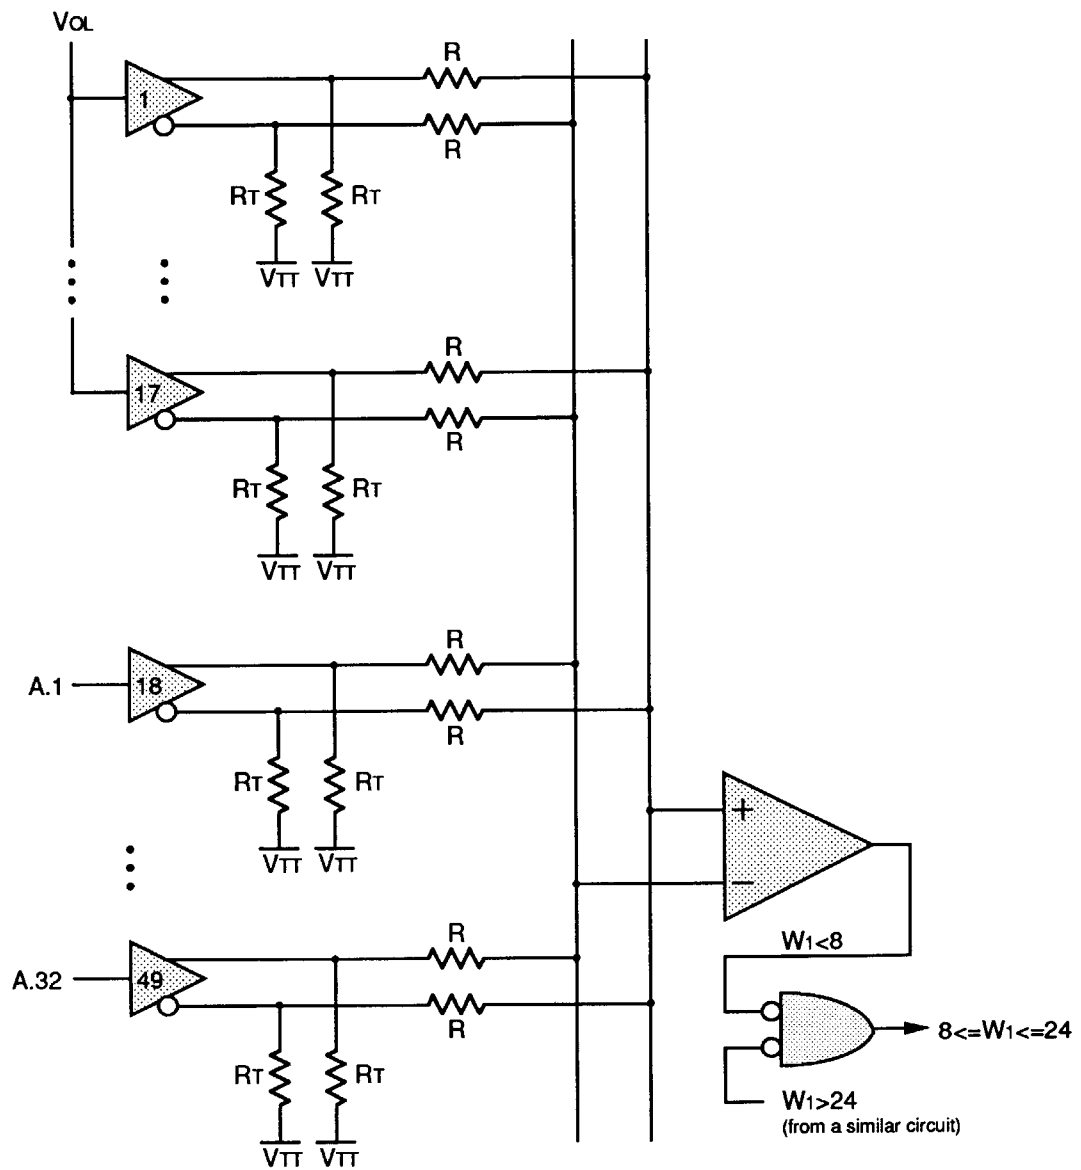 VOL
1
R
R
RT
RT
VTT
VTT
17
R
R
RT
RT
VTT
VTT
A.1
18
R
R
RT
RT
VTT
VTT
+
−
W1<8
A.32
49
R
R
RT
RT
VTT
VTT
8<=W1<=24
W1>24
(from a similar circuit)